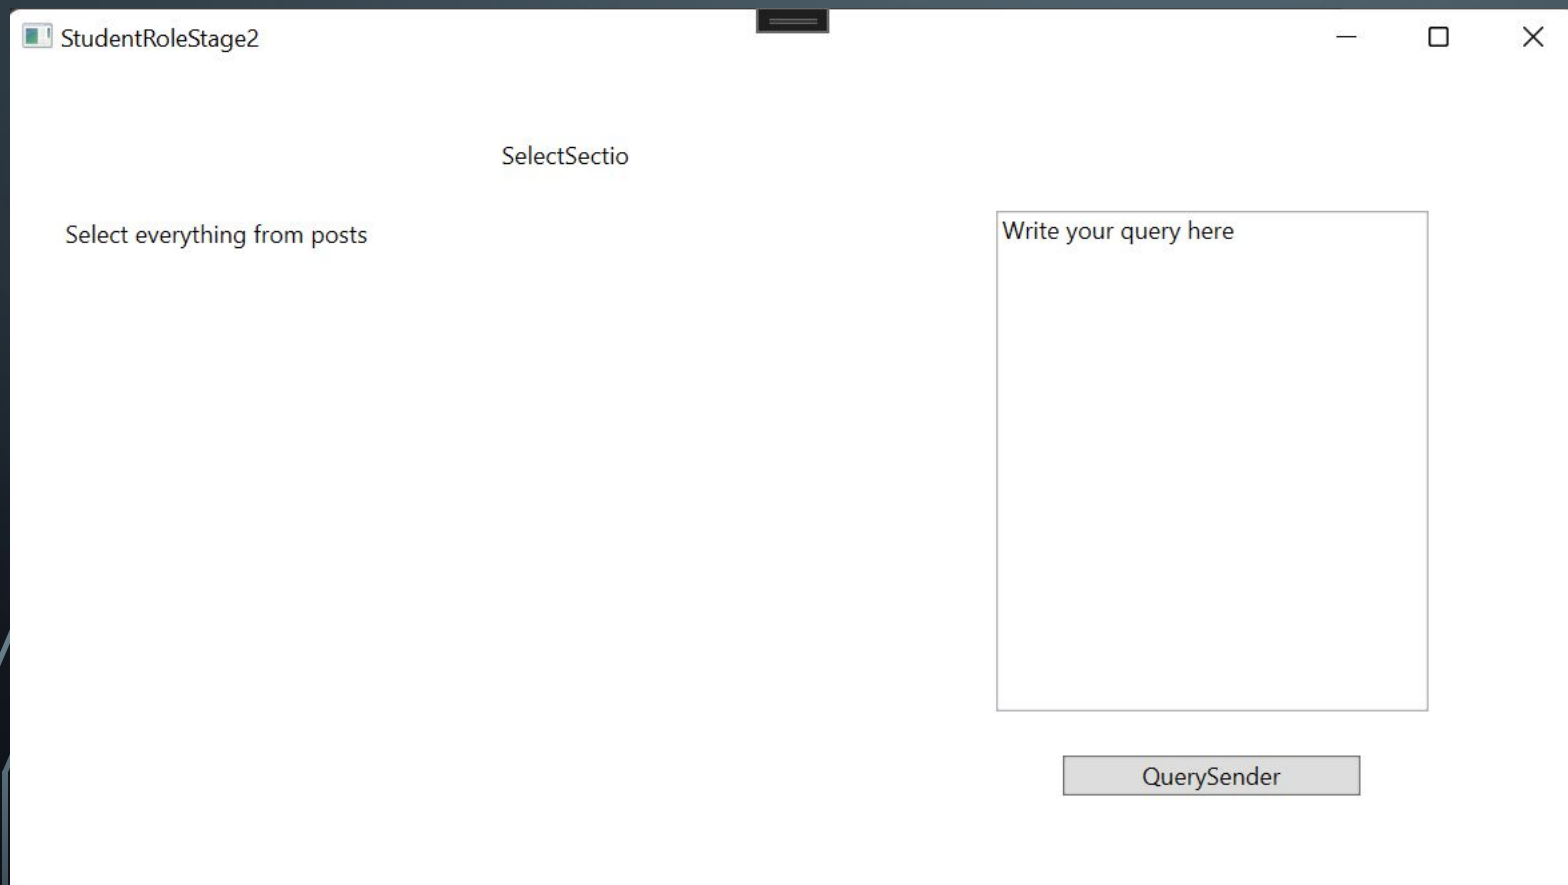 StudentRoleStage2
SelectSectio
Select everything from posts
Write your query here
QuerySender